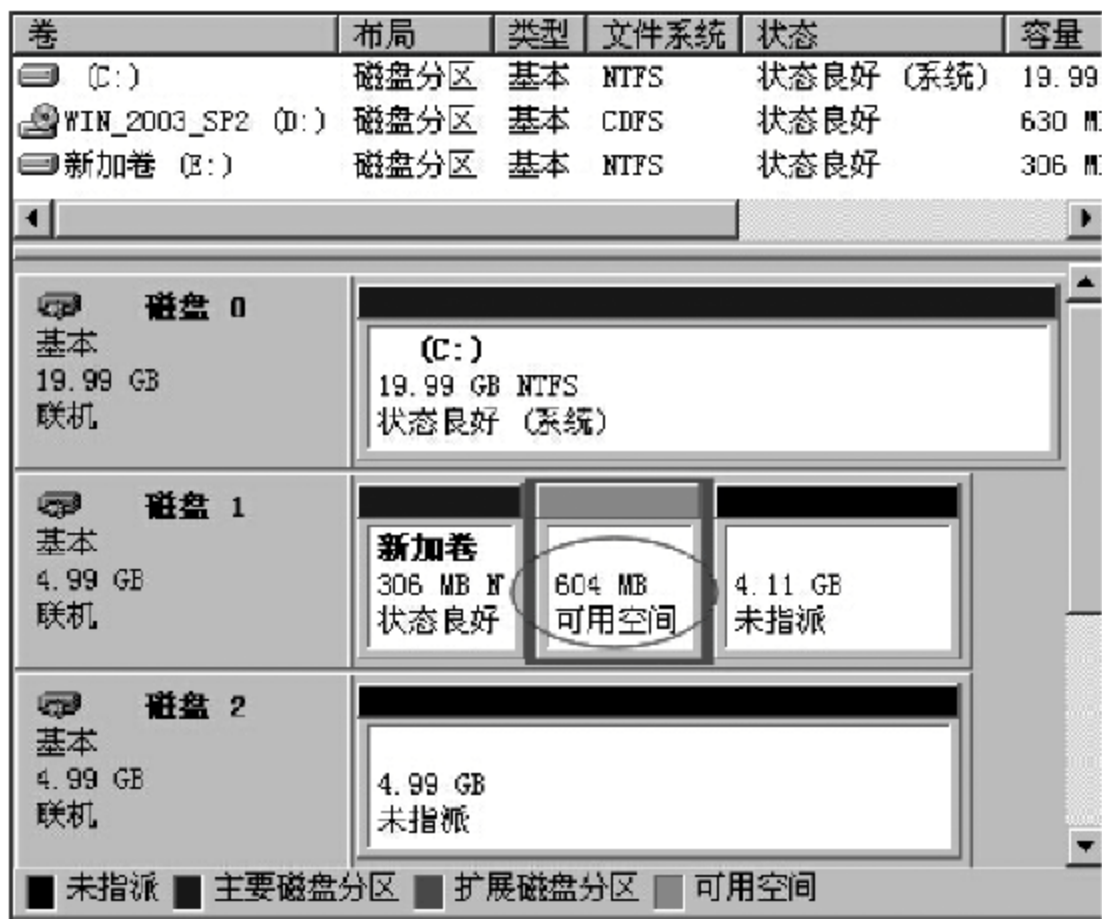 卷 布局 类型 文件系统 状态 容量
(C:) 磁盘分区 基本 NTFS 状态良好 (系统) 19.99
WIN_2003_SP2 (D:) 磁盘分区 基本 CDFS 状态良好 630 M
新加卷 (E:) 磁盘分区 基本 NTFS 状态良好 306 M
磁盘 0
基本
19.99 GB
联机
(C:)
19.99 GB NTFS
状态良好 (系统)
磁盘 1
基本
4.99 GB
联机
新加卷
306 MB N
状态良好
604 MB
可用空间
4.11 GB
未指派
磁盘 2
基本
4.99 GB
联机
4.99 GB
未指派
未指派 主要磁盘分区 扩展磁盘分区 可用空间